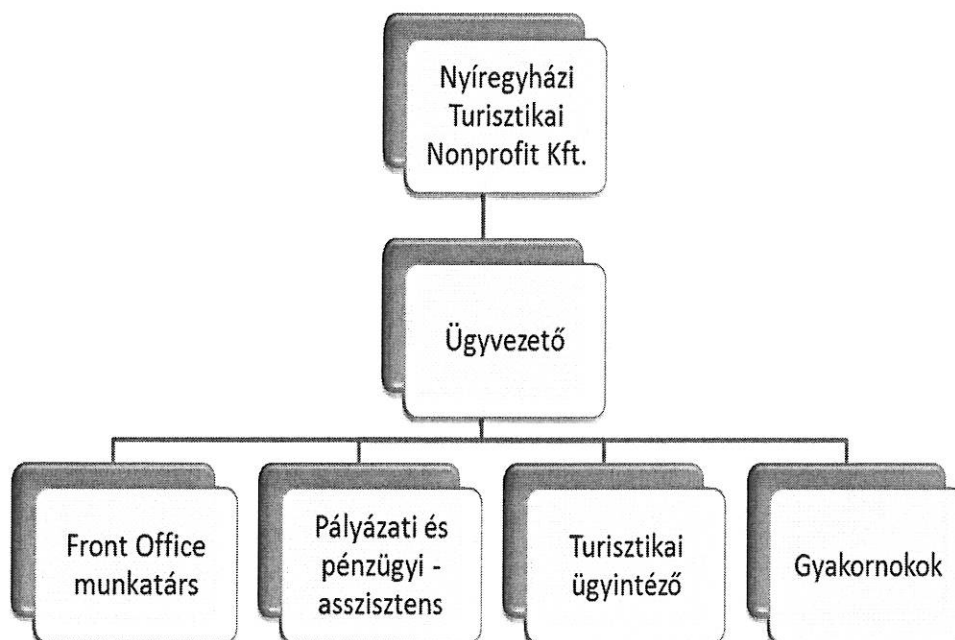 Nyíregyházi
Turisztikai
Nonprofit Kft.
Ügyvezető
Front Office
munkatárs
Pályázati és
pénzügyi -
asszisztens
Turisztikai
ügyintéző
Gyakornokok